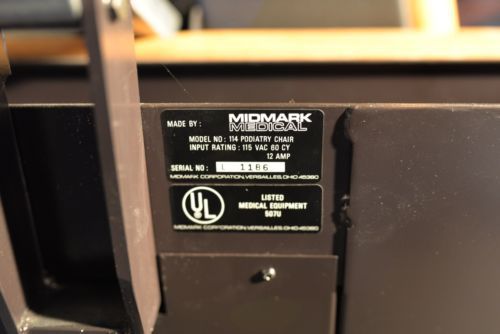 MADE BY: MIDMARK
MEDICAL
MODEL NO: 114 PODIATRY CHAIR
INPUT RATING: 115 VAC 60 CY
12 AMP
SERIAL NO: 1186
MIDMARK CORPORATION, VERSAILLES, OHIO 45380
UL
LISTED
MEDICAL EQUIPMENT
507U
MIDMARK CORPORATION, VERSAILLES, OHIO 45380